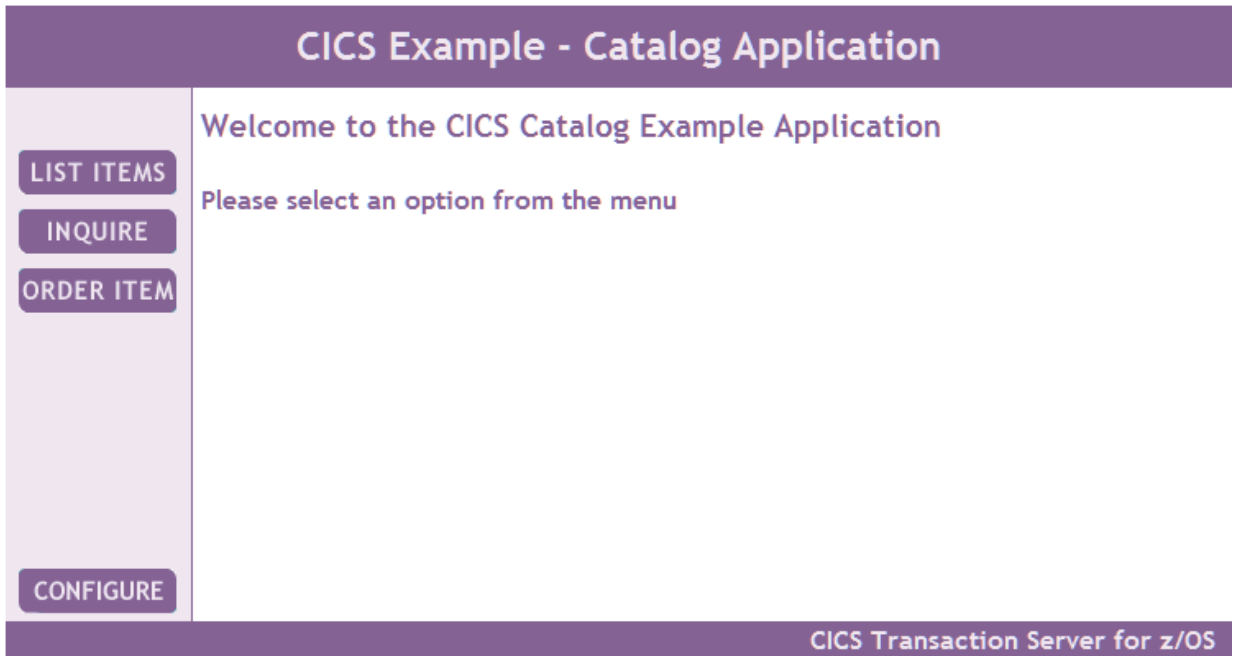 CICS Example - Catalog Application
Welcome to the CICS Catalog Example Application
LIST ITEMS
Please select an option from the menu
INQUIRE
ORDER ITEM
CONFIGURE
CICS Transaction Server for z/OS